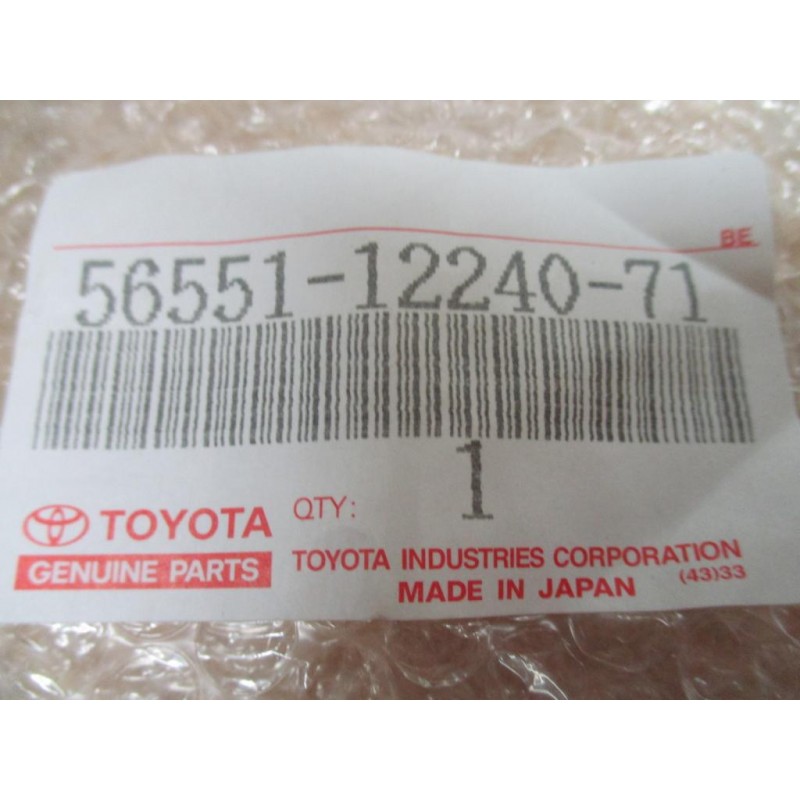 BE.
56551-12240-71
QTY: 1
TOYOTA
GENUINE PARTS
TOYOTA INDUSTRIES CORPORATION
MADE IN JAPAN (43)33